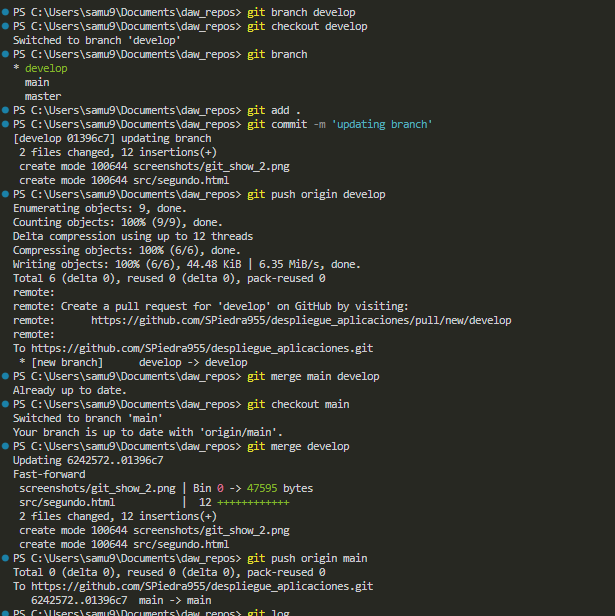 PS C:\Users\samu9\Documents\daw_repos> git branch develop
PS C:\Users\samu9\Documents\daw_repos> git checkout develop
Switched to branch 'develop'
PS C:\Users\samu9\Documents\daw_repos> git branch
* develop
  main
  master
PS C:\Users\samu9\Documents\daw_repos> git add .
PS C:\Users\samu9\Documents\daw_repos> git commit -m 'updating branch'
[develop 01396c7] updating branch
 2 files changed, 12 insertions(+)
 create mode 100644 screenshots/git_show_2.png
 create mode 100644 src/segundo.html
PS C:\Users\samu9\Documents\daw_repos> git push origin develop
Enumerating objects: 9, done.
Counting objects: 100% (9/9), done.
Delta compression using up to 12 threads
Compressing objects: 100% (6/6), done.
Writing objects: 100% (6/6), 44.48 KiB | 6.35 MiB/s, done.
Total 6 (delta 0), reused 0 (delta 0), pack-reused 0
remote:
remote: Create a pull request for 'develop' on GitHub by visiting:
remote:      https://github.com/SPiedra955/despliegue_aplicaciones/pull/new/develop
remote:
To https://github.com/SPiedra955/despliegue_aplicaciones.git
 * [new branch]      develop -> develop
PS C:\Users\samu9\Documents\daw_repos> git merge main develop
Already up to date.
PS C:\Users\samu9\Documents\daw_repos> git checkout main
Switched to branch 'main'
Your branch is up to date with 'origin/main'.
PS C:\Users\samu9\Documents\daw_repos> git merge develop
Updating 6242572..01396c7
Fast-forward
 screenshots/git_show_2.png | Bin 0 -> 47595 bytes
 src/segundo.html           |  12 ++++++++++++
 2 files changed, 12 insertions(+)
 create mode 100644 screenshots/git_show_2.png
 create mode 100644 src/segundo.html
PS C:\Users\samu9\Documents\daw_repos> git push origin main
Total 0 (delta 0), reused 0 (delta 0), pack-reused 0
To https://github.com/SPiedra955/despliegue_aplicaciones.git
   6242572..01396c7  main -> main
PS C:\Users\samu9\Documents\daw_repos> git log